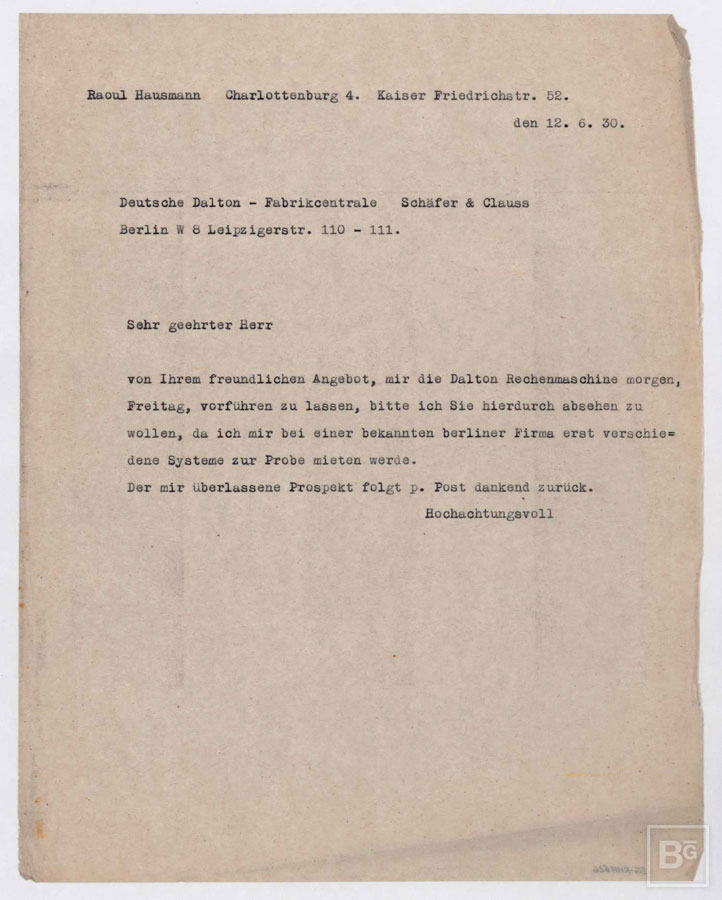 Raoul Hausmann Charlottenburg 4. Kaiser Friedrichstr. 52.
den 12. 6. 30.
Deutsche Dalton - Fabrikcentrale Schäfer & Clauss
Berlin W 8 Leipzigerstr. 110 - 111.
Sehr geehrter Herr
von Ihrem freundlichen Angebot, mir die Dalton Rechenmaschine morgen,
Freitag, vorführen zu lassen, bitte ich Sie hierdurch absehen zu
wollen, da ich mir bei einer bekannten berliner Firma erst verschie=
dene Systeme zur Probe mieten werde.
Der mir überlassene Prospekt folgt p. Post dankend zurück.
Hochachtungsvoll
BG